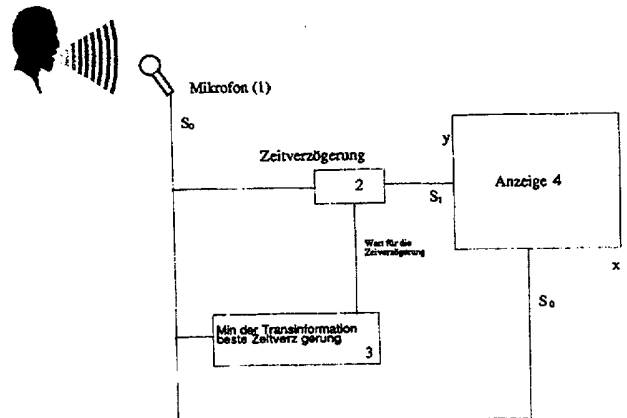 Mikrofon (1)
S₀
Zeitverzögerung
2
y
Anzeige 4
S₁
Wert für die
Zeitverzögerung
x
S₀
Min der Transinformation
beste Zeitverz gerung
3